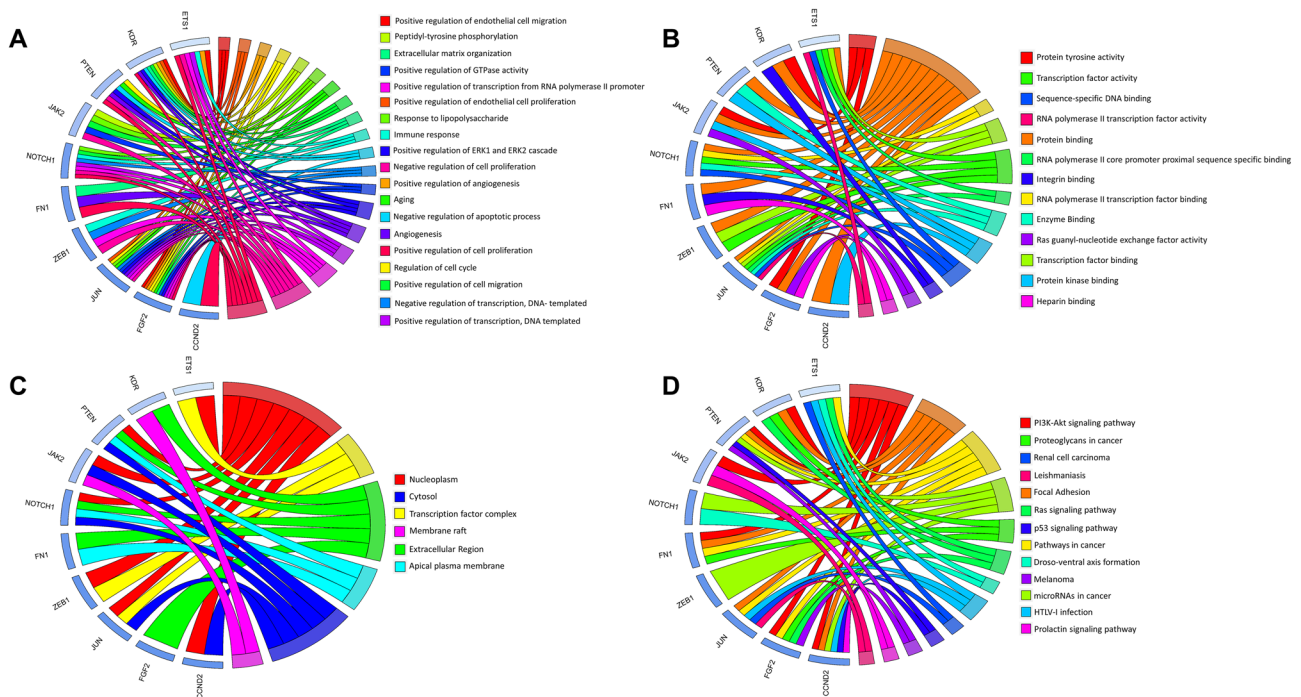 A
ETS1
KDR
PTEN
JAK2
NOTCH1
FN1
ZEB1
JUN
FGF2
CCND2
Positive regulation of endothelial cell migration
Peptidyl-tyrosine phosphorylation
Extracellular matrix organization
Positive regulation of GTPase activity
Positive regulation of transcription from RNA polymerase II promoter
Positive regulation of endothelial cell proliferation
Response to lipolysaccharide
Immune response
Positive regulation of ERK1 and ERK2 cascade
Negative regulation of cell proliferation
Positive regulation of angiogenesis
Aging
Negative regulation of apoptotic process
Angiogenesis
Positive regulation of cell proliferation
Regulation of cell cycle
Positive regulation of cell migration
Negative regulation of transcription, DNA- templated
Positive regulation of transcription, DNA templated
B
ETS1
KDR
PTEN
JAK2
NOTCH1
FN1
ZEB1
JUN
FGF2
CCND2
Protein tyrosine activity
Transcription factor activity
Sequence-specific DNA binding
RNA polymerase II transcription factor activity
Protein binding
RNA polymerase II core promoter proximal sequence specific binding
Integrin binding
RNA polymerase II transcription factor binding
Enzyme Binding
Ras guanyl-nucleotide exchange factor activity
Transcription factor binding
Protein kinase binding
Heparin binding
C
ETS1
KDR
PTEN
JAK2
NOTCH1
FN1
ZEB1
JUN
FGF2
CCND2
Nucleoplasm
Cytosol
Transcription factor complex
Membrane raft
Extracellular Region
Apical plasma membrane
D
ETS1
KDR
PTEN
JAK2
NOTCH1
FN1
ZEB1
JUN
FGF2
CCND2
PI3K-Akt signaling pathway
Proteoglycans in cancer
Renal cell carcinoma
Leishmaniasis
Focal Adhesion
Ras signaling pathway
p53 signaling pathway
Pathways in cancer
Droso-ventral axis formation
Melanoma
microRNAs in cancer
HTLV-I infection
Prolactin signaling pathway